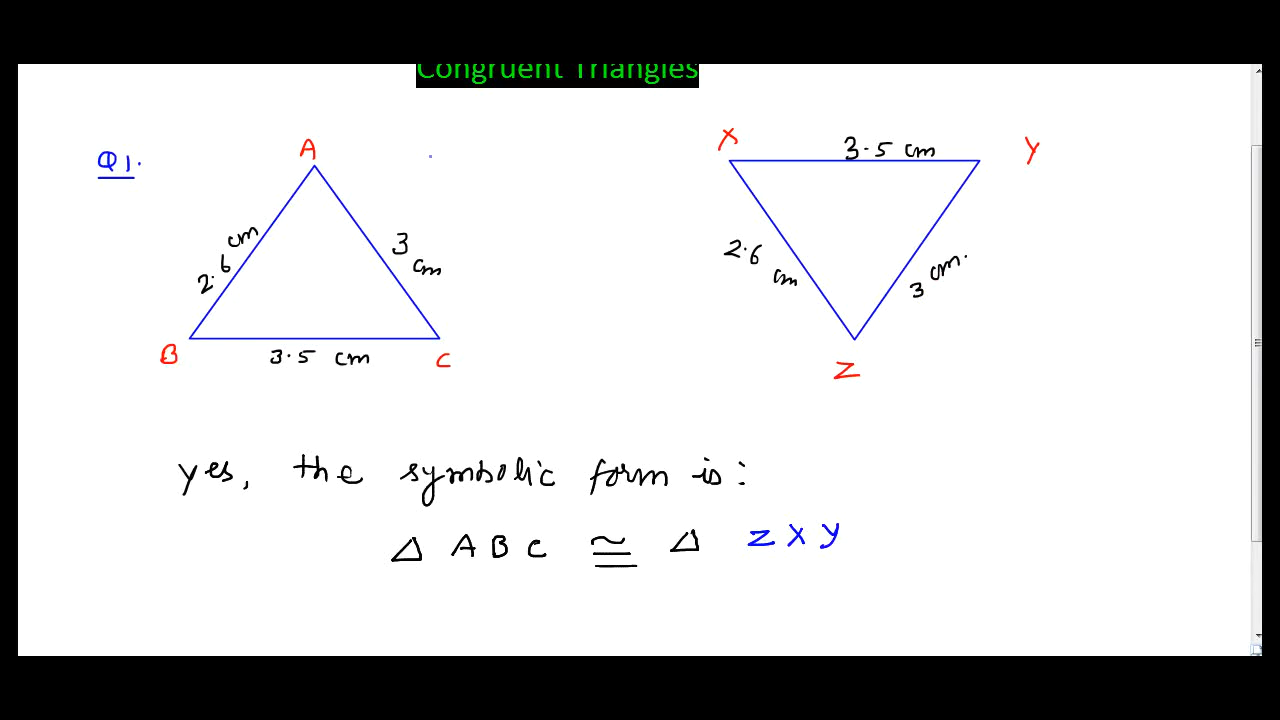 Congruent Triangles
Q1.
A
X
3.5 cm
Y
2.6 cm
3 cm
2.6 cm
3 cm.
B
3.5 cm
C
Z
yes, the symbolic form is:
△ ABC ≅ △ ZXY